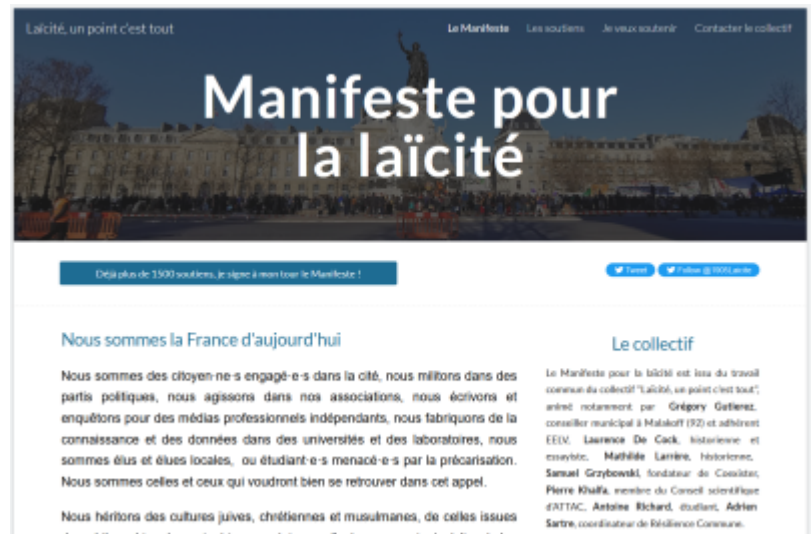 Laïcité, un point c'est tout
Le Manifeste Les soutiens Je veux soutenir Contacter le collectif
Manifeste pour
la laïcité
Déjà plus de 1500 soutiens, je signe à mon tour le Manifeste !
Tweet Follow
Nous sommes la France d'aujourd'hui
Nous sommes des citoyen-ne-s engagé-e-s dans la cité, nous militons dans des
partis politiques, nous agissons dans nos associations, nous écrivons et
enquêtons pour des médias professionnels indépendants, nous fabriquons de la
connaissance et des données dans des universités et des laboratoires, nous
sommes élus et élues locales, ou étudiant-e-s menacé-e-s par la précarisation.
Nous sommes celles et ceux qui voudront bien se retrouver dans cet appel.
Nous héritons des cultures juives, chrétiennes et musulmanes, de celles issues
Le collectif
Le Manifeste pour la laïcité est issu du travail
commun du collectif "Laïcité, un point c'est tout",
animé notamment par Grégory Gutierez,
conseiller municipal à Malakoff (92) et adhérent
EELV, Laurence De Cock, historienne et
essayiste, Mathilde Larrère, historienne,
Samuel Grzybowski, fondateur de Coexister,
Pierre Khalfa, membre du Conseil scientifique
d'ATTAC, Antoine Richard, étudiant, Adrien
Sartre, coordinateur de Résilience Commune.